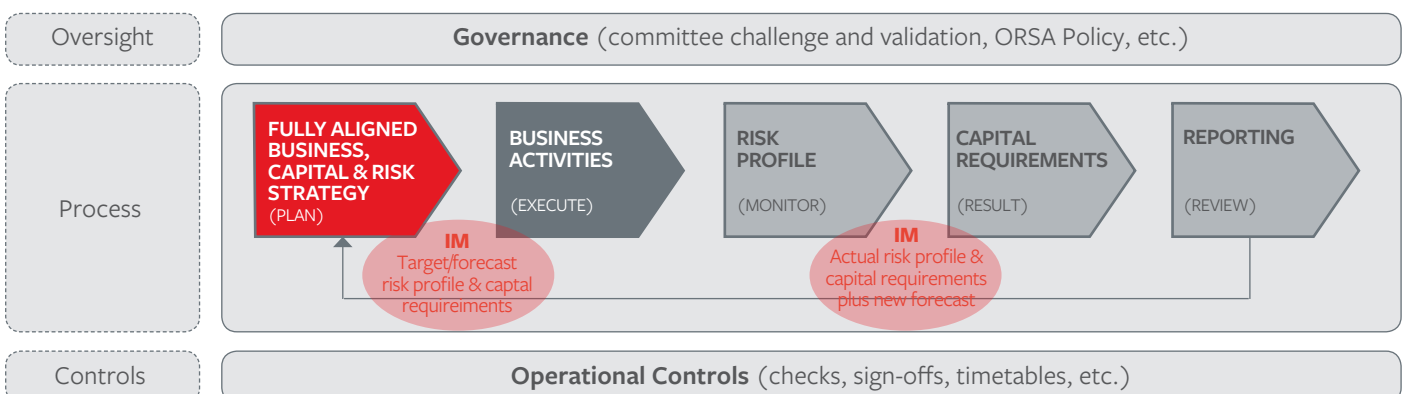 Oversight
Governance (committee challenge and validation, ORSA Policy, etc.)
Process
FULLY ALIGNED
BUSINESS,
CAPITAL & RISK
STRATEGY
(PLAN)
BUSINESS
ACTIVITIES
(EXECUTE)
RISK
PROFILE
(MONITOR)
CAPITAL
REQUIREMENTS
(RESULT)
REPORTING
(REVIEW)
IM
Target/forecast
risk profile & captal
requireiments
IM
Actual risk profile &
capital requirements
plus new forecast
Controls
Operational Controls (checks, sign-offs, timetables, etc.)